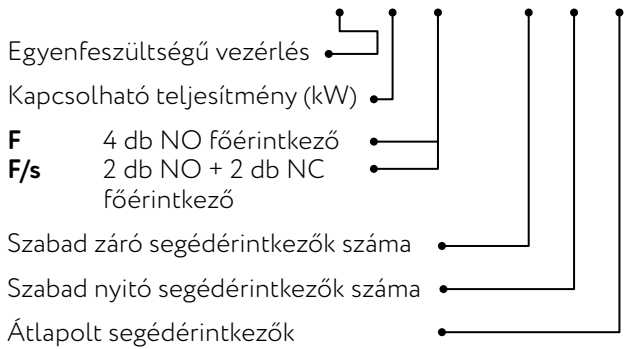 Egyenfeszültségű vezérlés
Kapcsolható teljesítmény (kW)
F 4 db NO főérintkező
F/s 2 db NO + 2 db NC
főérintkező
Szabad záró segédérintkezők száma
Szabad nyitó segédérintkezők száma
Átlapolt segédérintkezők